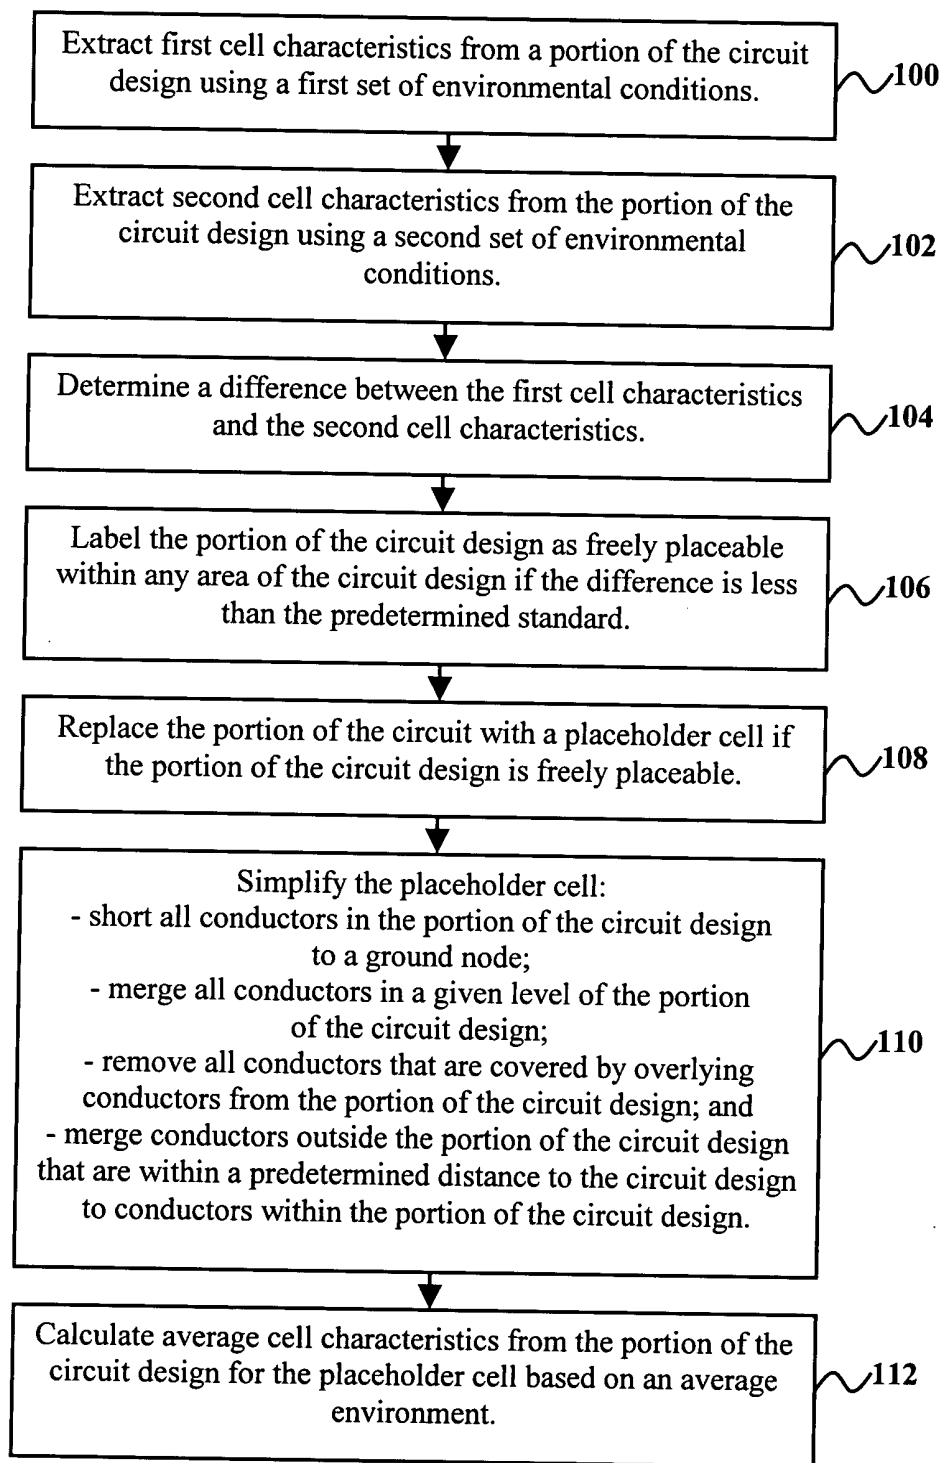 Extract first cell characteristics from a portion of the circuit
design using a first set of environmental conditions.
100
Extract second cell characteristics from the portion of the
circuit design using a second set of environmental
conditions.
102
Determine a difference between the first cell characteristics
and the second cell characteristics.
104
Label the portion of the circuit design as freely placeable
within any area of the circuit design if the difference is less
than the predetermined standard.
106
Replace the portion of the circuit with a placeholder cell if
the portion of the circuit design is freely placeable.
108
Simplify the placeholder cell:
- short all conductors in the portion of the circuit design
to a ground node;
- merge all conductors in a given level of the portion
of the circuit design;
- remove all conductors that are covered by overlying
conductors from the portion of the circuit design; and
- merge conductors outside the portion of the circuit design
that are within a predetermined distance to the circuit design
to conductors within the portion of the circuit design.
110
Calculate average cell characteristics from the portion of the
circuit design for the placeholder cell based on an average
environment.
112